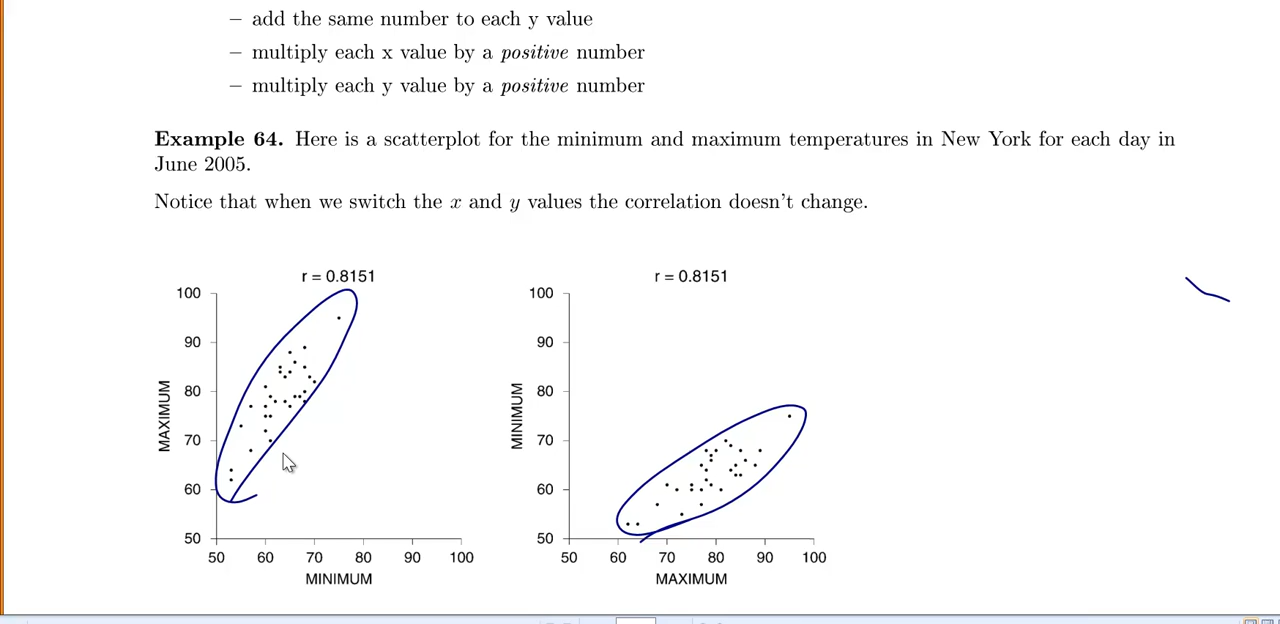 – add the same number to each y value
– multiply each x value by a positive number
– multiply each y value by a positive number
Example 64. Here is a scatterplot for the minimum and maximum temperatures in New York for each day in
June 2005.
Notice that when we switch the x and y values the correlation doesn't change.
r = 0.8151
100
90
80
70
60
50
MAXIMUM
50 60 70 80 90 100
MINIMUM
r = 0.8151
100
90
80
70
60
50
MINIMUM
50 60 70 80 90 100
MAXIMUM